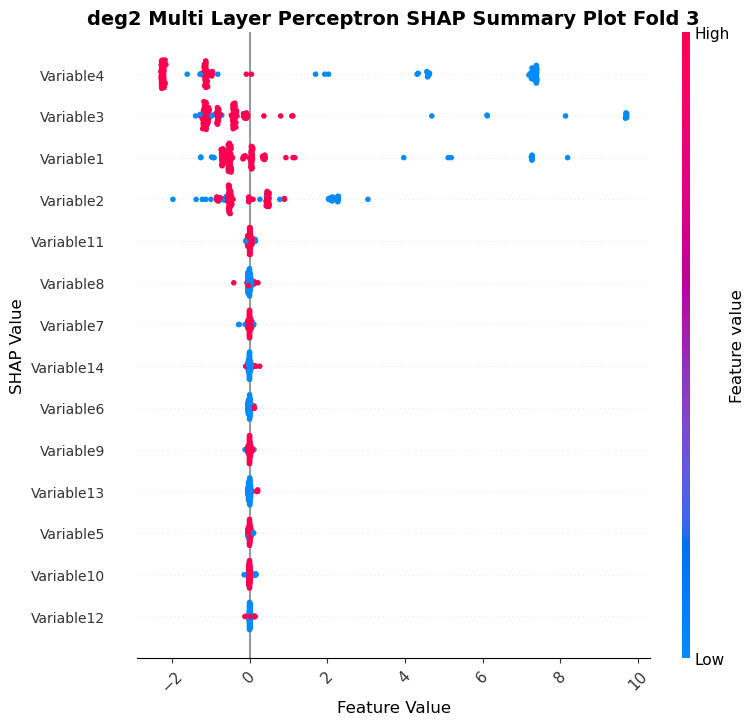 deg2 Multi Layer Perceptron SHAP Summary Plot Fold 3
High
Variable4
Variable3
Variable1
Variable2
Variable11
Variable8
Variable7
Variable14
Variable6
Variable9
Variable13
Variable5
Variable10
Variable12
SHAP Value
Feature value
Low
−2 0 2 4 6 8 10
Feature Value